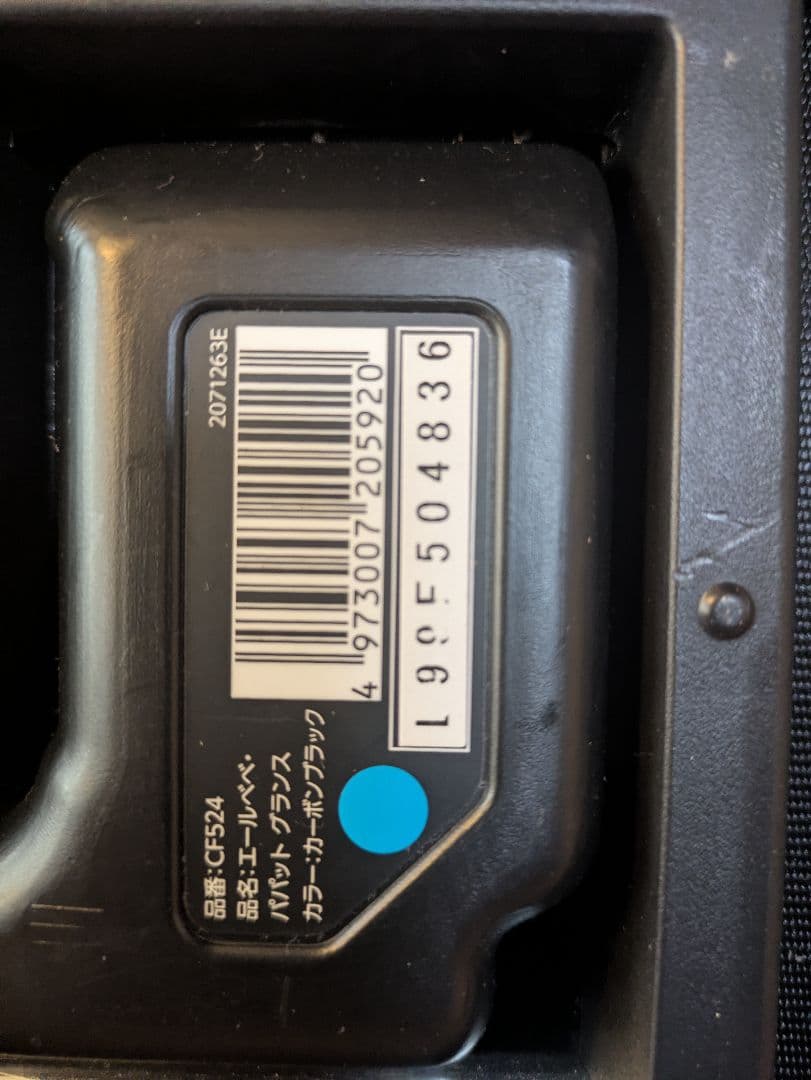 品番:CF524
2071263E
品名:エールベベ・
パパット グランス
カラー:カーボンブラック
4 973007 205920